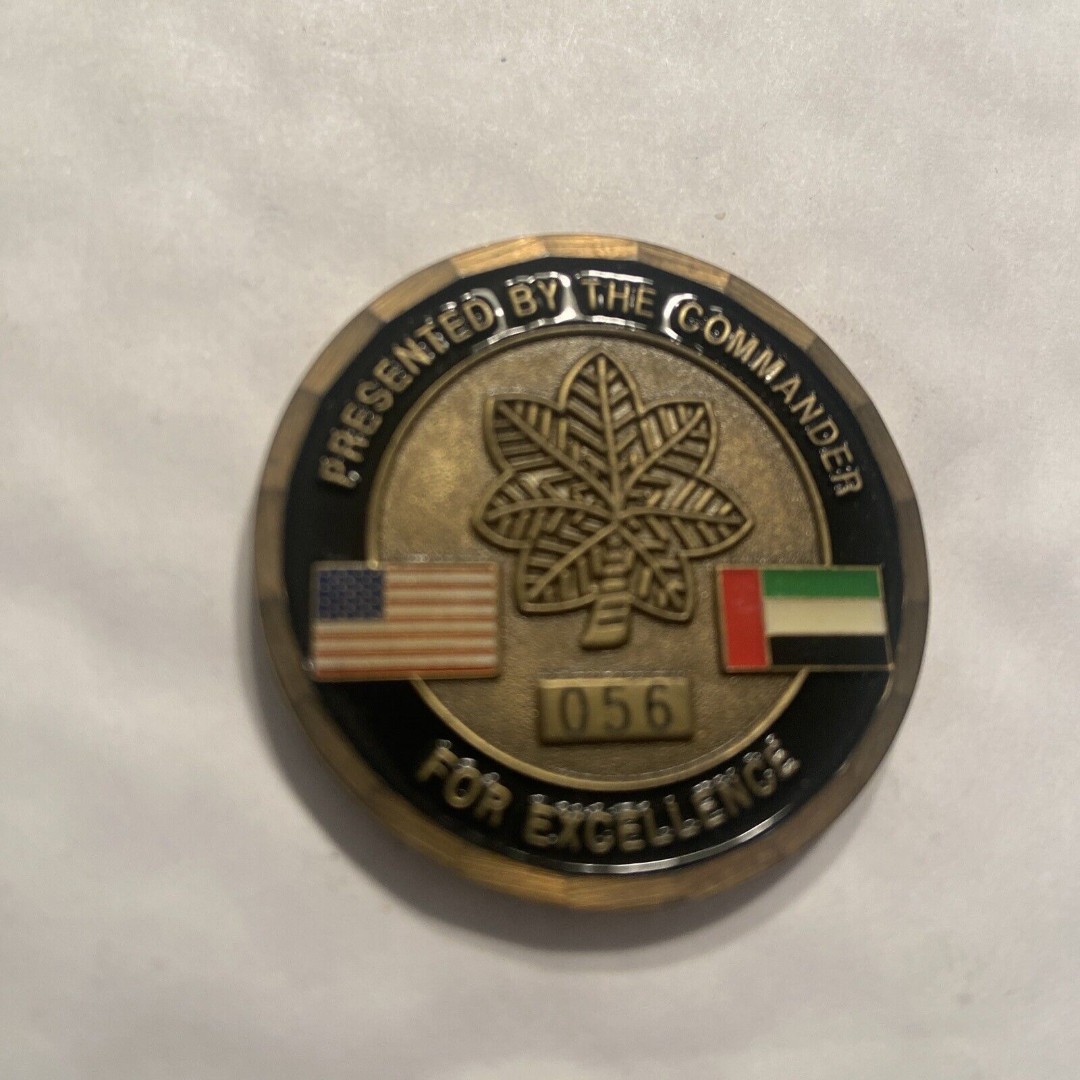 PRESENTED BY THE COMMANDER
056
FOR EXCELLENCE